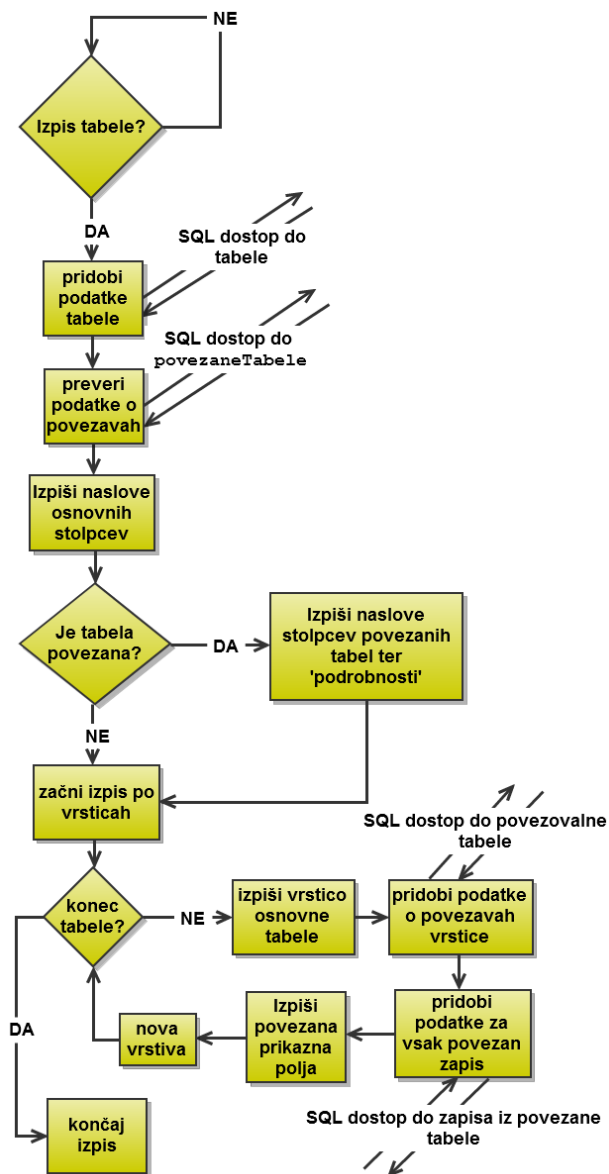 NE
Izpis tabele?
DA
SQL dostop do
tabele
pridobi
podatke
tabele
SQL dostop do
povezaneTabele
preveri
podatke o
povezavah
Izpiši naslove
osnovnih
stolpcev
Je tabela
povezana?
DA
Izpiši naslove
stolpcev povezanih
tabel ter
'podrobnosti'
NE
začni izpis po
vrsticah
SQL dostop do povezovalne
tabele
konec
tabele?
NE
izpiši vrstico
osnovne
tabele
pridobi podatke
o povezavah
vrstice
DA
nova
vrstiva
Izpiši
povezana
prikazna
polja
pridobi
podatke za
vsak povezan
zapis
končaj
izpis
SQL dostop do zapisa iz povezane
tabele